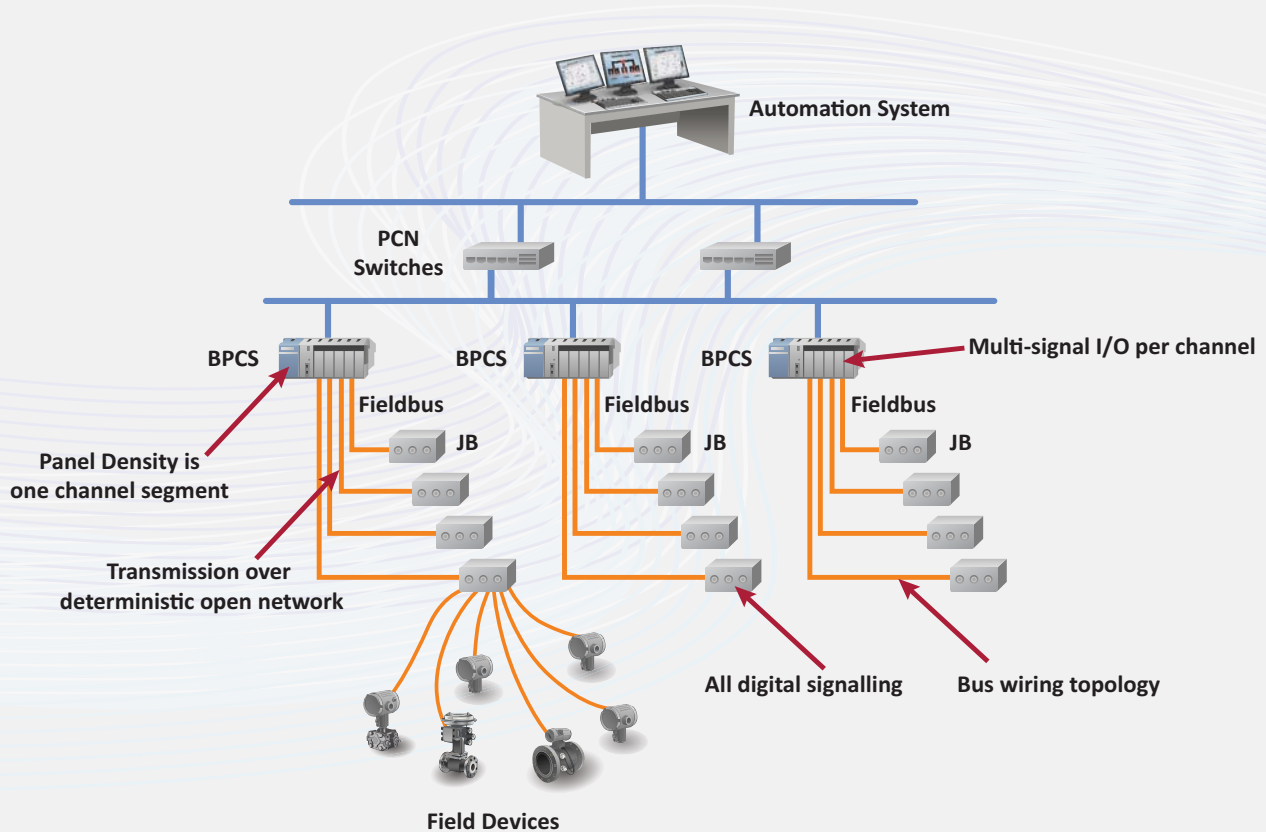 Automation System
PCN
Switches
BPCS
BPCS
BPCS
Multi-signal I/O per channel
Fieldbus
Fieldbus
Fieldbus
JB
JB
JB
Panel Density is
one channel segment
Transmission over
deterministic open network
All digital signalling
Bus wiring topology
Field Devices